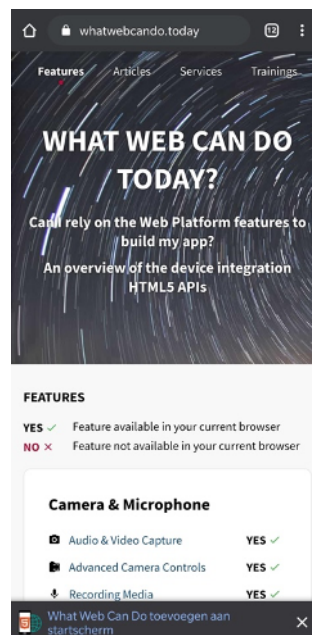 whatwebcando.today 12
Features Articles Services Trainings
WHAT WEB CAN DO
TODAY?
Can I rely on the Web Platform features to
build my app?
An overview of the device integration
HTML5 APIs
FEATURES
YES ✓ Feature available in your current browser
NO × Feature not available in your current browser
Camera & Microphone
Audio & Video Capture YES ✓
Advanced Camera Controls YES ✓
Recording Media YES ✓
What Web Can Do toevoegen aan
startscherm